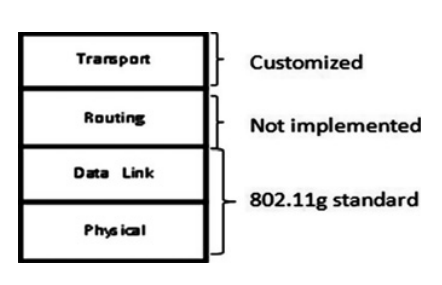 Transport
Customized
Routing
Not implemented
Data Link
802.11g standard
Physical